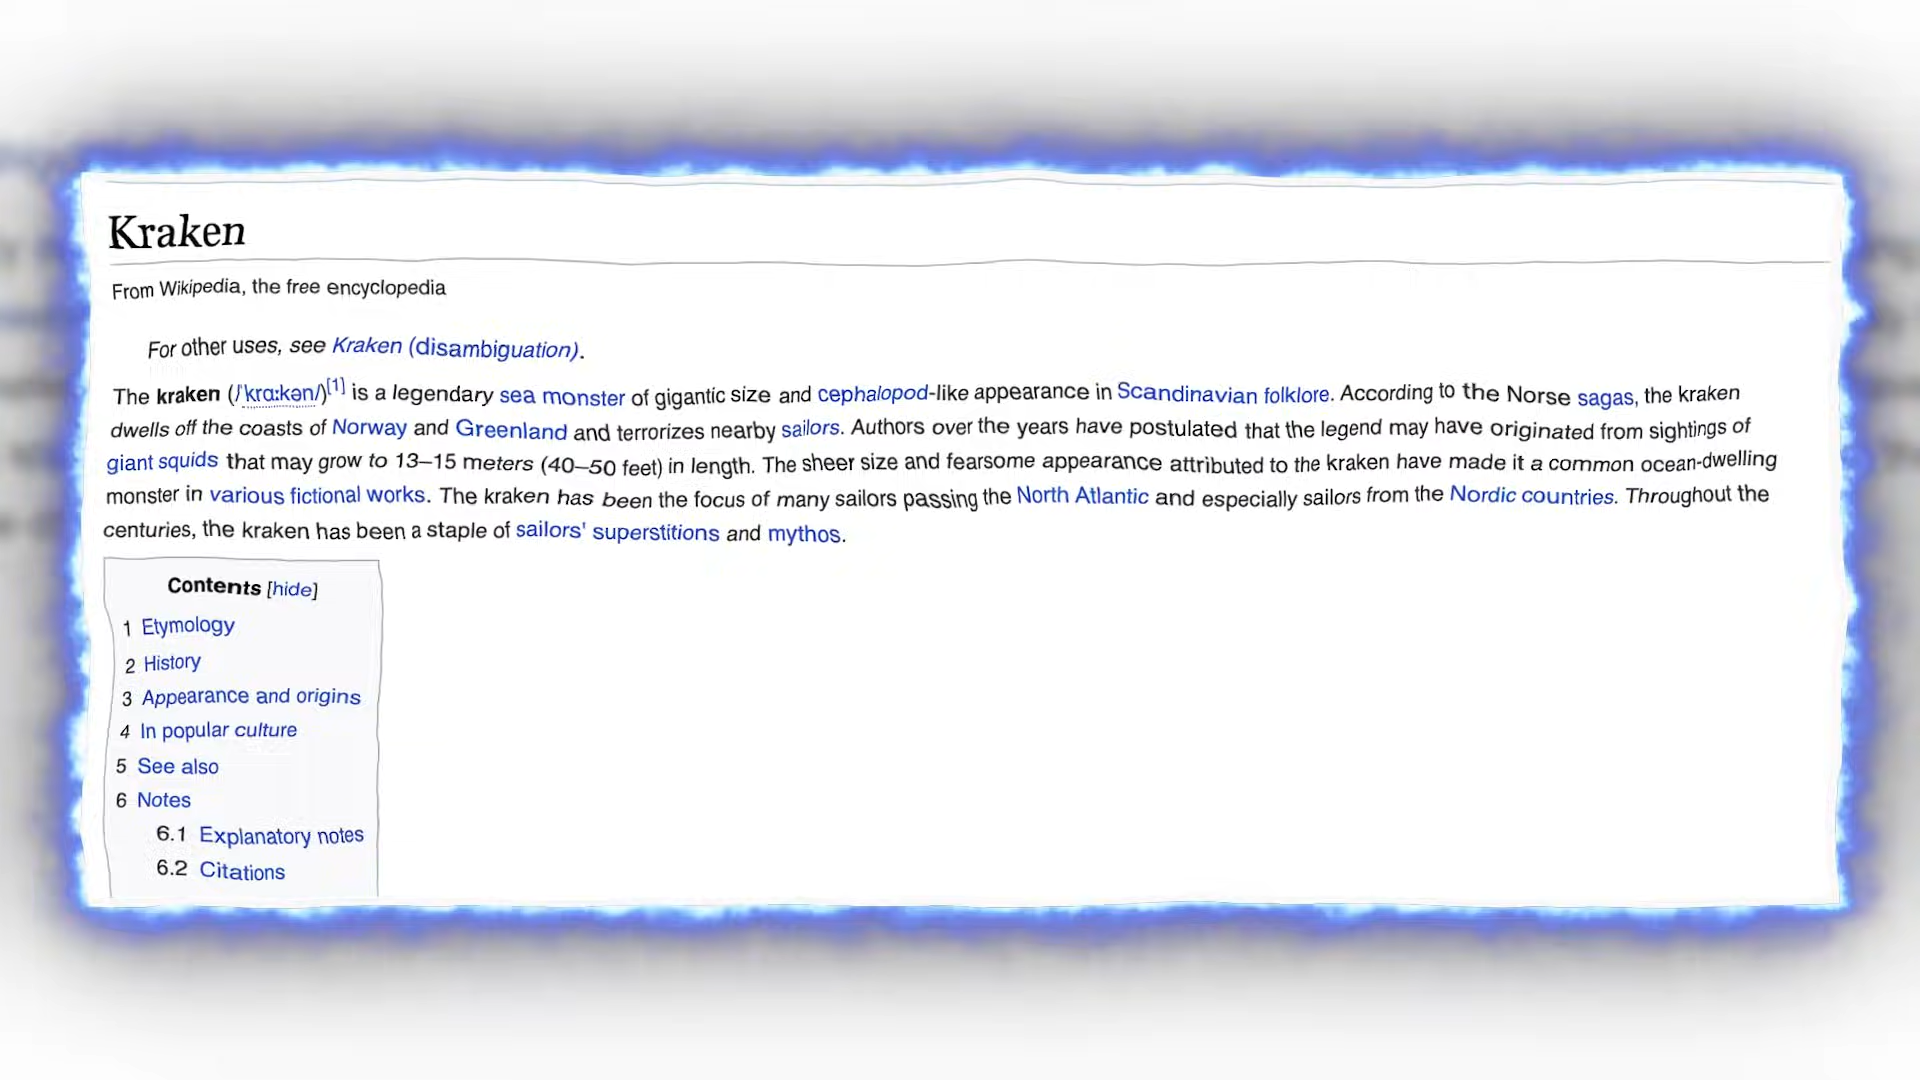 Kraken
From Wikipedia, the free encyclopedia
For other uses, see Kraken (disambiguation).
The kraken (/ˈkrɑːkən/)[1] is a legendary sea monster of gigantic size and cephalopod-like appearance in Scandinavian folklore. According to the Norse sagas, the kraken
dwells off the coasts of Norway and Greenland and terrorizes nearby sailors. Authors over the years have postulated that the legend may have originated from sightings of
giant squids that may grow to 13–15 meters (40–50 feet) in length. The sheer size and fearsome appearance attributed to the kraken have made it a common ocean-dwelling
monster in various fictional works. The kraken has been the focus of many sailors passing the North Atlantic and especially sailors from the Nordic countries. Throughout the
centuries, the kraken has been a staple of sailors' superstitions and mythos.
Contents [hide]
1 Etymology
2 History
3 Appearance and origins
4 In popular culture
5 See also
6 Notes
6.1 Explanatory notes
6.2 Citations